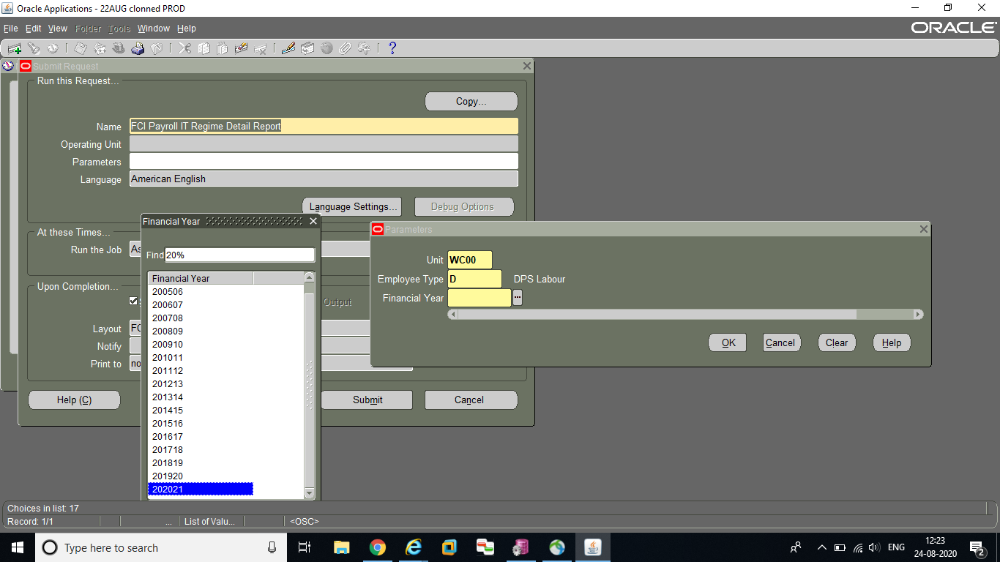 Oracle Applications - 22AUG clonned PROD
File Edit View Folder Tools Window Help
ORACLE
Submit Request
Run this Request...
Copy...
Name FCI Payroll IT Regime Detail Report
Operating Unit
Parameters
Language American English
Language Settings... Debug Options
At these Times...
Run the Job As
Upon Completion...
Output
Layout FC
Notify
Print to no
Help (C) Submit Cancel
Financial Year
Find 20%
Financial Year
200506
200607
200708
200809
200910
201011
201112
201213
201314
201415
201516
201617
201718
201819
201920
202021
Parameters
Unit WC00
Employee Type D DPS Labour
Financial Year ...
OK Cancel Clear Help
Choices in list: 17
Record: 1/1 ... List of Valu... <OSC>
Type here to search
ENG
12:23
24-08-2020
2